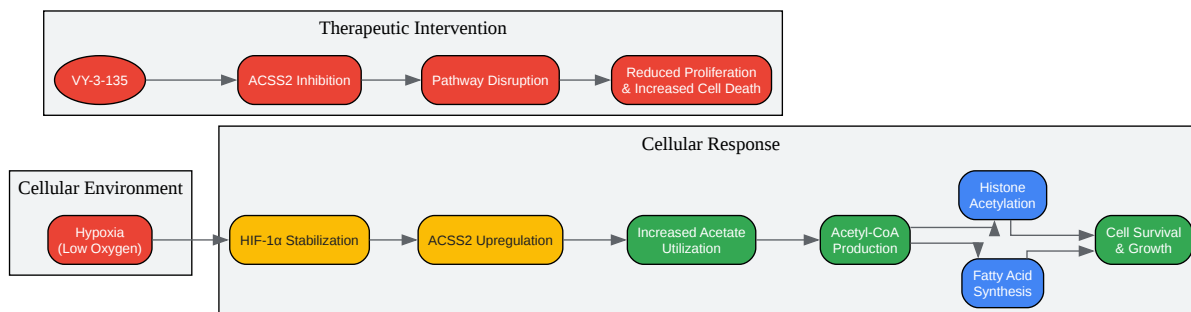 Therapeutic Intervention
VY-3-135
ACSS2 Inhibition
Pathway Disruption
Reduced Proliferation
& Increased Cell Death
Cellular Response
Cellular Environment
Hypoxia
(Low Oxygen)
HIF-1α Stabilization
ACSS2 Upregulation
Increased Acetate
Utilization
Acetyl-CoA
Production
Histone
Acetylation
Fatty Acid
Synthesis
Cell Survival
& Growth